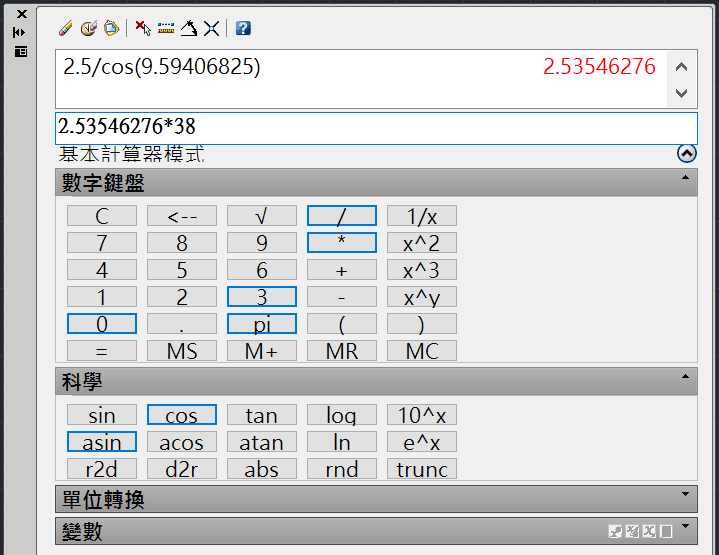 2.5/cos(9.59406825) 2.53546276
2.53546276*38
基本計算器模式
數字鍵盤
C <-- √ / 1/x
7 8 9 * x^2
4 5 6 + x^3
1 2 3 - x^y
0 . pi ( )
= MS M+ MR MC
科學
sin cos tan log 10^x
asin acos atan ln e^x
r2d d2r abs rnd trunc
單位轉換
變數